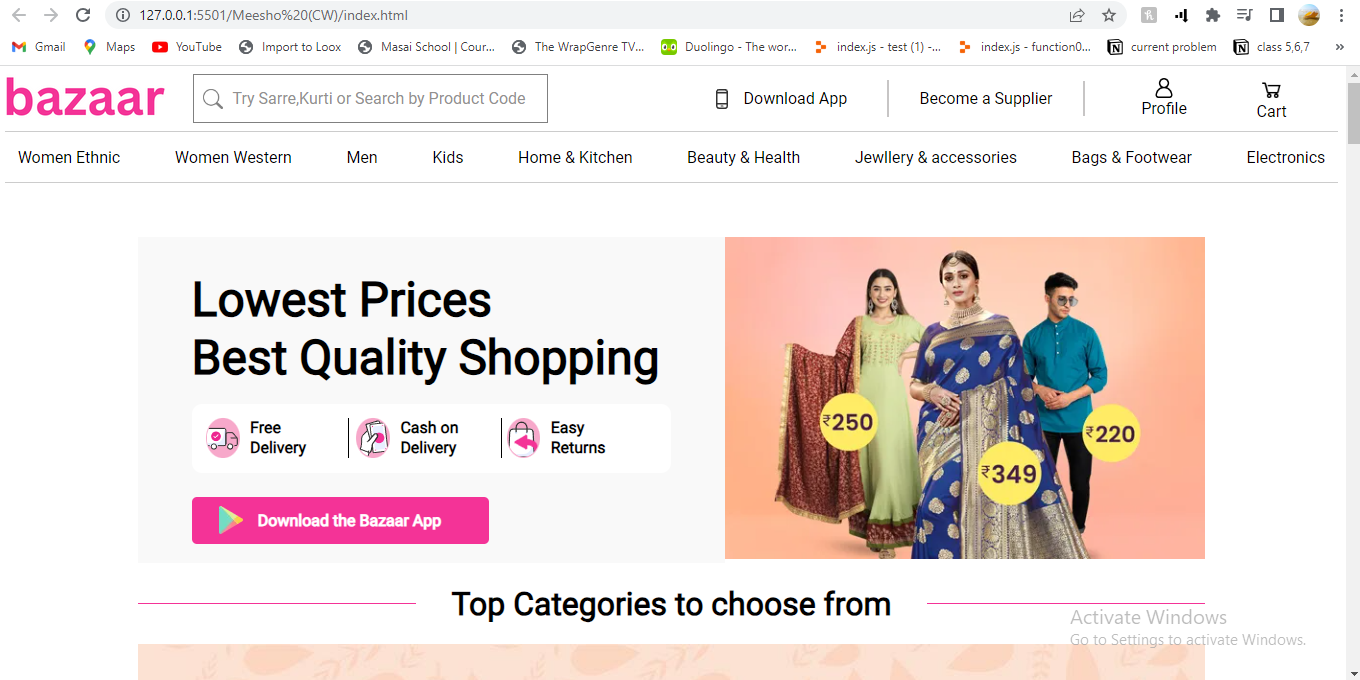 127.0.0.1:5501/Meesho%20(CW)/index.html
Gmail Maps YouTube Import to Loox Masai School | Cour... The WrapGenre TV... Duolingo - The wor... index.js - test (1) -... index.js - function0... current problem class 5,6,7 »
bazaar Try Sarre,Kurti or Search by Product Code Download App Become a Supplier Profile Cart
Women Ethnic Women Western Men Kids Home & Kitchen Beauty & Health Jewllery & accessories Bags & Footwear Electronics
Lowest Prices
Best Quality Shopping
Free
Delivery
Cash on
Delivery
Easy
Returns
Download the Bazaar App
₹250
₹349
₹220
Top Categories to choose from
Activate Windows
Go to Settings to activate Windows.